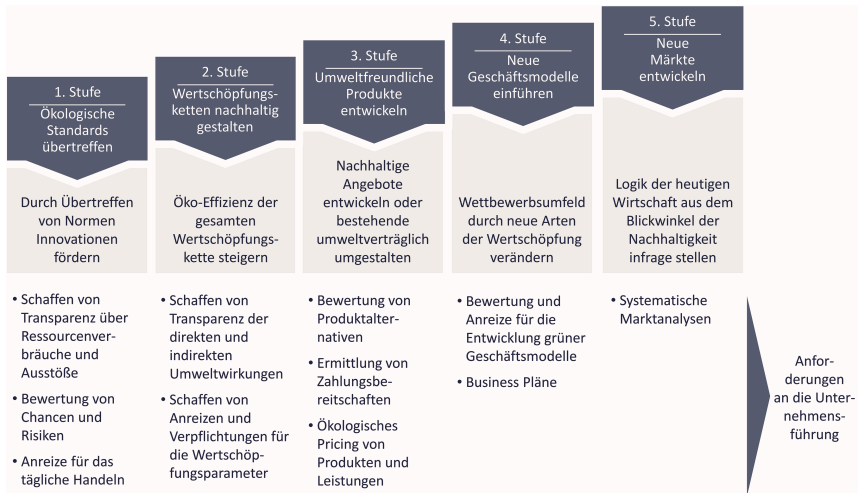 1. Stufe
Ökologische
Standards
übertreffen
Durch Übertreffen
von Normen
Innovationen
fördern
• Schaffen von
Transparenz über
Ressourcenver-
bräuche und
Ausstöße
• Bewertung von
Chancen und
Risiken
• Anreize für das
tägliche Handeln
2. Stufe
Wertschöpfungs-
ketten nachhaltig
gestalten
Öko-Effizienz der
gesamten
Wertschöpfungs-
kette steigern
• Schaffen von
Transparenz der
direkten und
indirekten
Umweltwirkungen
• Schaffen von
Anreizen und
Verpflichtungen für
die Wertschöp-
fungsparameter
3. Stufe
Umweltfreundliche
Produkte
entwickeln
Nachhaltige
Angebote
entwickeln oder
bestehende
umweltverträglich
umgestalten
• Bewertung von
Produktalter-
nativen
• Ermittlung von
Zahlungsbe-
reitschaften
• Ökologisches
Pricing von
Produkten und
Leistungen
4. Stufe
Neue
Geschäftsmodelle
einführen
Wettbewerbsumfeld
durch neue Arten
der Wertschöpfung
verändern
• Bewertung und
Anreize für die
Entwicklung grüner
Geschäftsmodelle
• Business Pläne
5. Stufe
Neue
Märkte
entwickeln
Logik der heutigen
Wirtschaft aus dem
Blickwinkel der
Nachhaltigkeit
infrage stellen
• Systematische
Marktanalysen
Anfor-
derungen
an die Unter-
nehmens-
führung